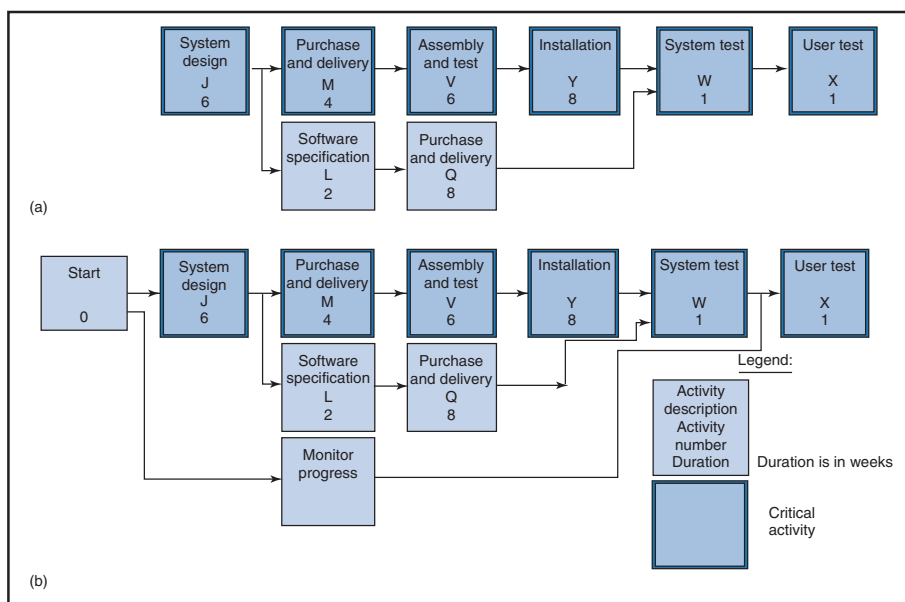 System
design
J
6
Purchase
and delivery
M
4
Assembly
and test
V
6
Installation
Y
8
System test
W
1
User test
X
1
Software
specification
L
2
Purchase
and delivery
Q
8
(a)
Start
0
System
design
J
6
Purchase
and delivery
M
4
Assembly
and test
V
6
Installation
Y
8
System test
W
1
User test
X
1
Software
specification
L
2
Purchase
and delivery
Q
8
Monitor
progress
Legend:
Activity
description
Activity
number
Duration
Duration is in weeks
Critical
activity
(b)